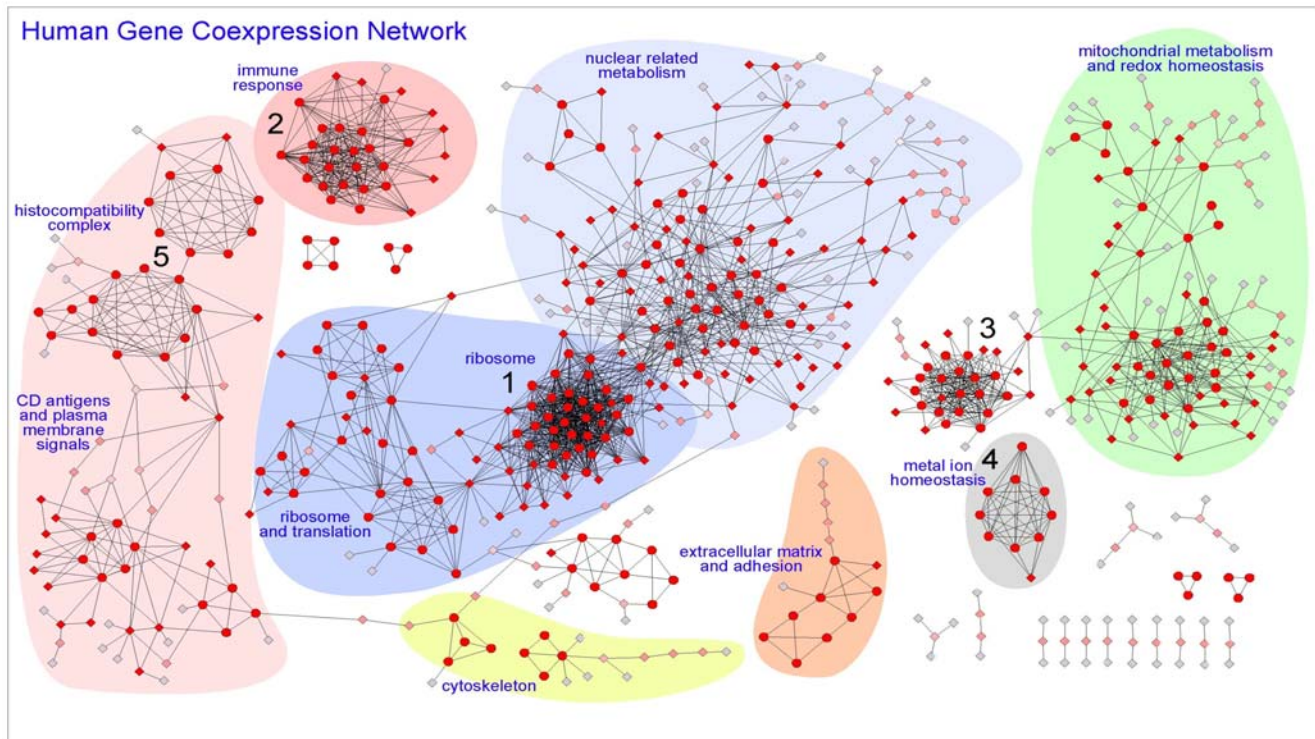 Human Gene Coexpression Network
immune
response
2
nuclear related
metabolism
mitochondrial metabolism
and redox homeostasis
histocompatibility
complex
5
ribosome
1
3
CD antigens
and plasma
membrane
signals
4
metal ion
homeostasis
ribosome
and translation
extracellular matrix
and adhesion
cytoskeleton